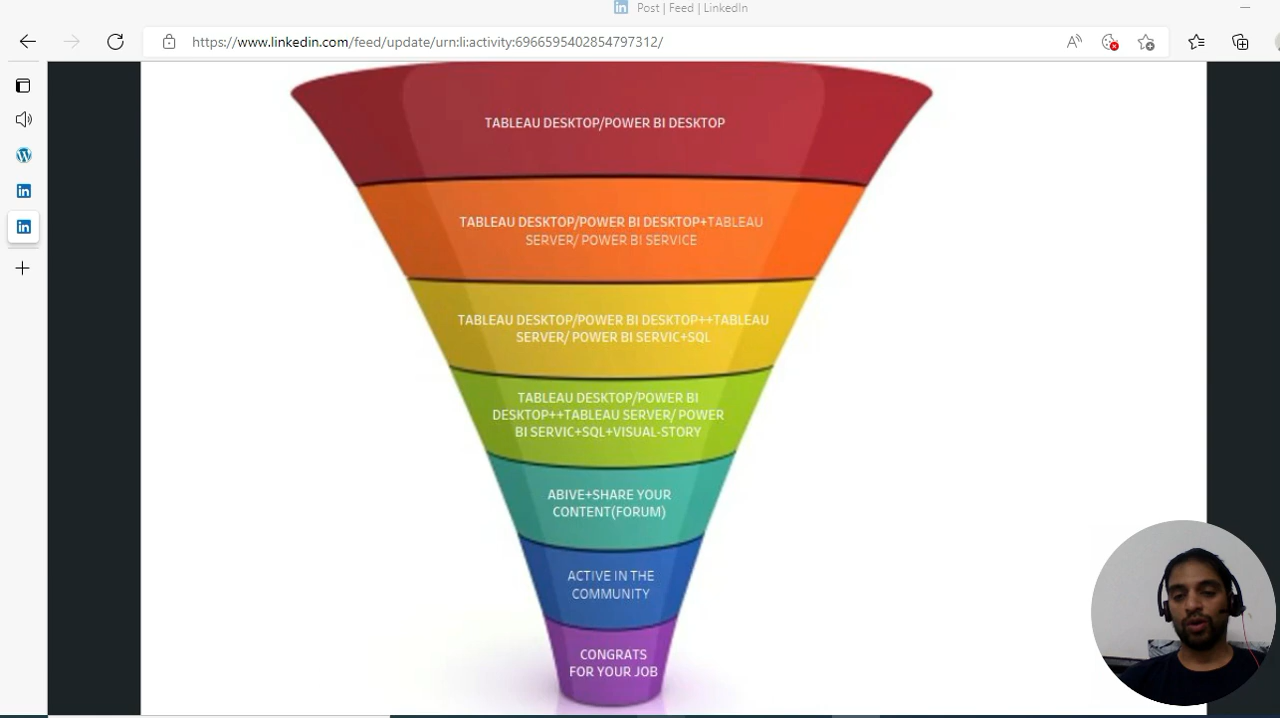 Post | Feed | LinkedIn
https://www.linkedin.com/feed/update/urn:li:activity:6966595402854797312/
TABLEAU DESKTOP/POWER BI DESKTOP
TABLEAU DESKTOP/POWER BI DESKTOP+TABLEAU
SERVER/ POWER BI SERVICE
TABLEAU DESKTOP/POWER BI DESKTOP++TABLEAU
SERVER/ POWER BI SERVIC+SQL
TABLEAU DESKTOP/POWER BI
DESKTOP++TABLEAU SERVER/ POWER
BI SERVIC+SQL+VISUAL-STORY
ABIVE+SHARE YOUR
CONTENT(FORUM)
ACTIVE IN THE
COMMUNITY
CONGRATS
FOR YOUR JOB